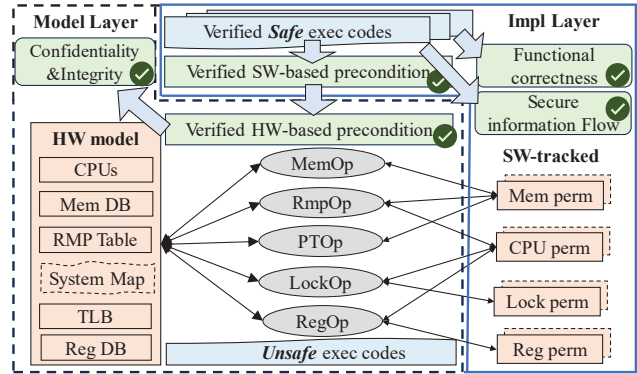 Model Layer
Verified Safe exec codes
Impl Layer
Confidentiality
&Integrity
Verified SW-based precondition
Functional
correctness
Secure
information Flow
Verified HW-based precondition
HW model
CPUs
Mem DB
RMP Table
System Map
TLB
Reg DB
MemOp
RmpOp
PTOp
LockOp
RegOp
Unsafe exec codes
SW-tracked
Mem perm
CPU perm
Lock perm
Reg perm